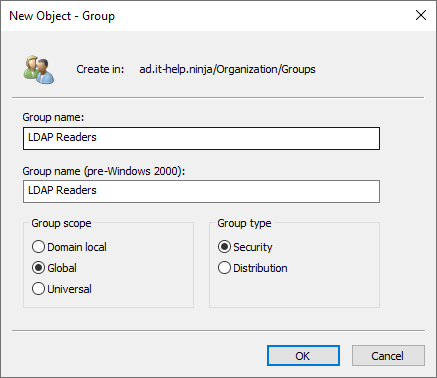 New Object - Group
Create in: ad.it-help.ninja/Organization/Groups
Group name:
LDAP Readers
Group name (pre-Windows 2000):
LDAP Readers
Group scope
Domain local
Global
Universal
Group type
Security
Distribution
OK
Cancel